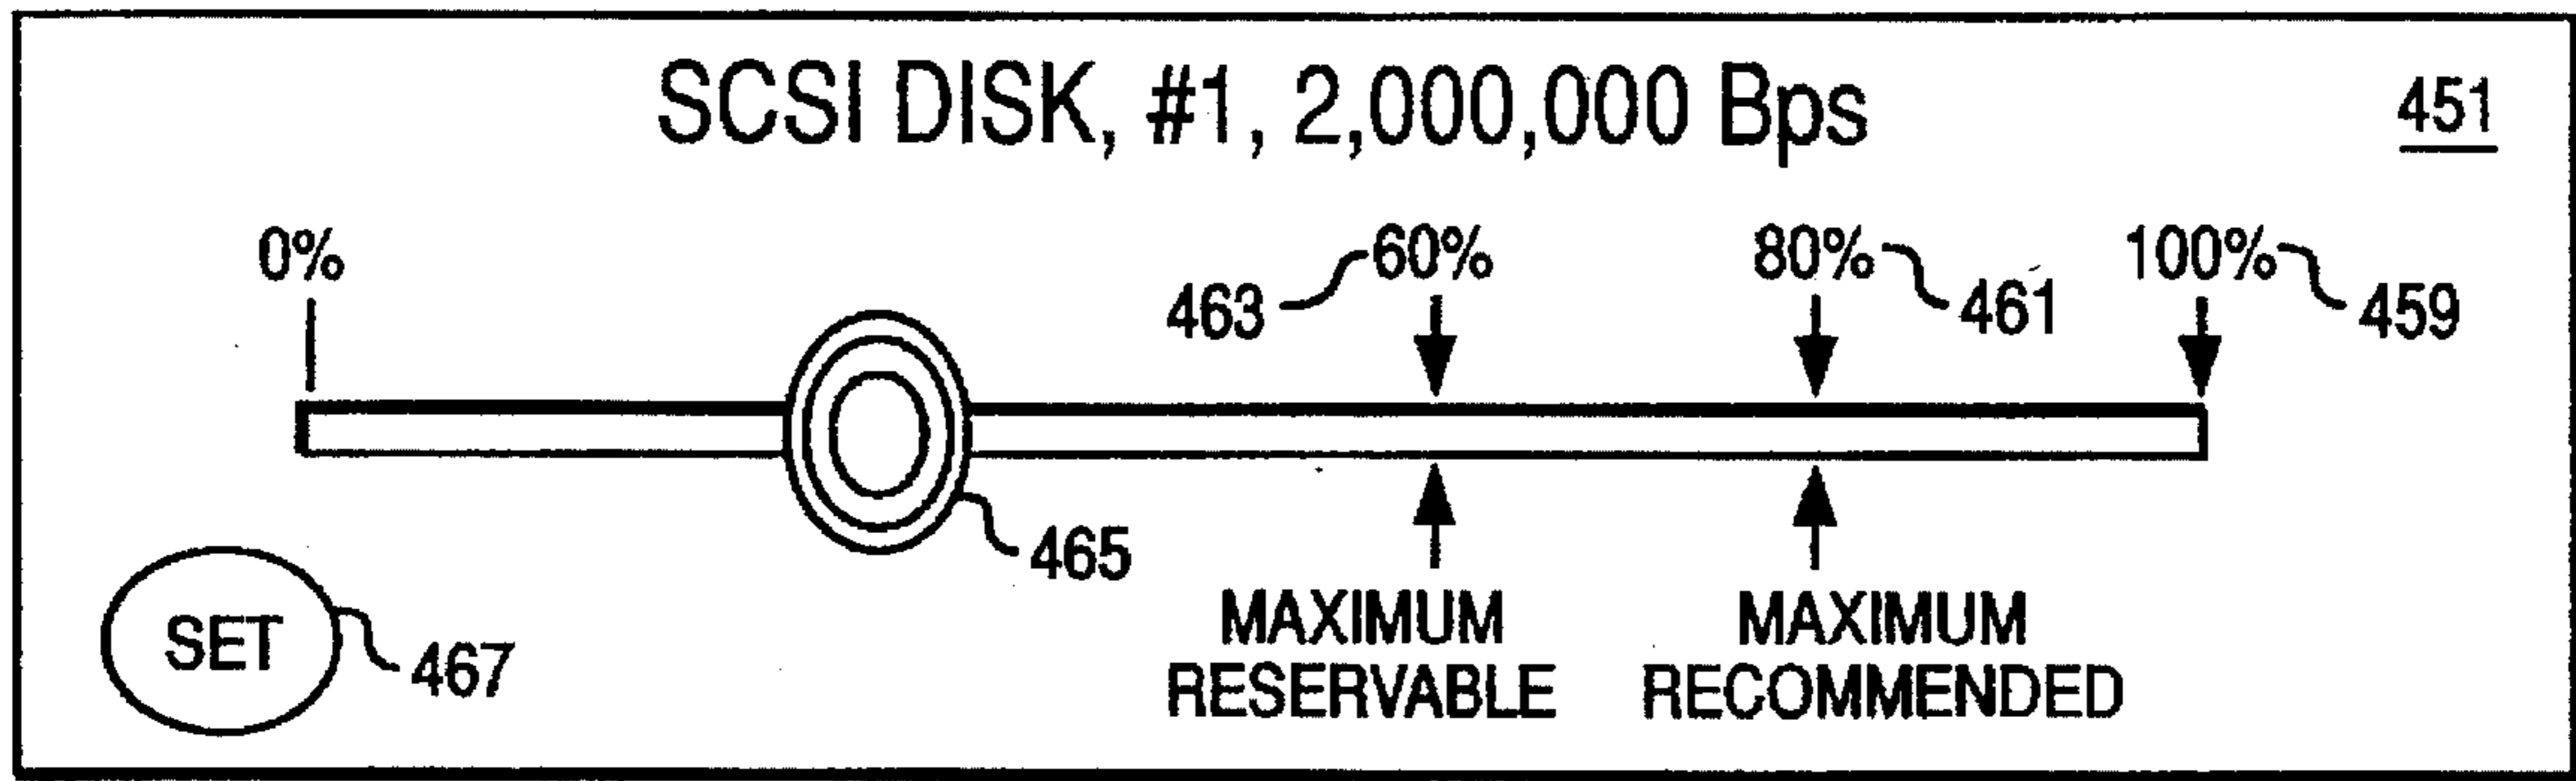 SCSI DISK, #1, 2,000,000 Bps
451
0%
463
60%
80%
461
100%
459
465
SET
467
MAXIMUM
RESERVABLE
MAXIMUM
RECOMMENDED